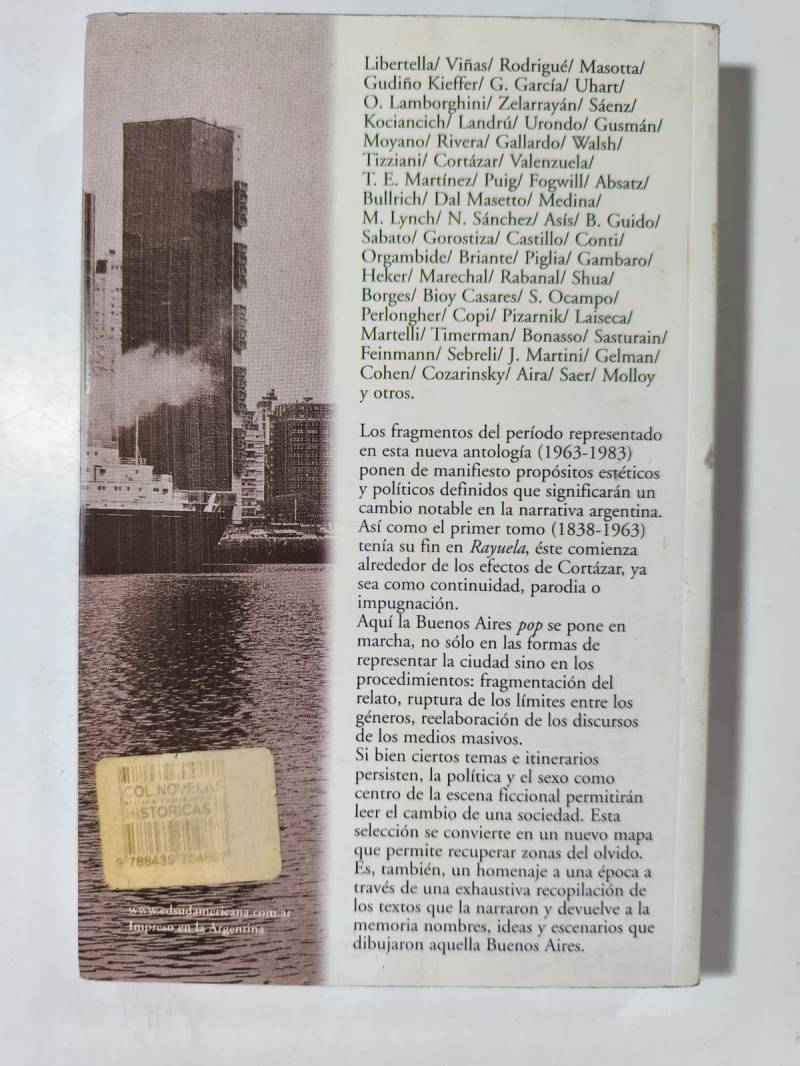 Libertella/ Viñas/ Rodrigué/ Masotta/
Gudiño Kieffer/ G. García/ Uhart/
O. Lamborghini/ Zelarrayán/ Sáenz/
Kociancich/ Landrú/ Urondo/ Gusmán/
Moyano/ Rivera/ Gallardo/ Walsh/
Tizziani/ Cortázar/ Valenzuela/
T. E. Martínez/ Puig/ Fogwill/ Absatz/
Bullrich/ Dal Masetto/ Medina/
M. Lynch/ N. Sánchez/ Asís/ B. Guido/
Sabato/ Gorostiza/ Castillo/ Conti/
Orgambide/ Briante/ Piglia/ Gambaro/
Heker/ Marechal/ Rabanal/ Shua/
Borges/ Bioy Casares/ S. Ocampo/
Perlongher/ Copi/ Pizarnik/ Laiseca/
Martelli/ Timerman/ Bonasso/ Sasturain/
Feinmann/ Sebreli/ J. Martini/ Gelman/
Cohen/ Cozarinsky/ Aira/ Saer/ Molloy
y otros.
Los fragmentos del período representado
en esta nueva antología (1963-1983)
ponen de manifiesto propósitos estéticos
y políticos definidos que significarán un
cambio notable en la narrativa argentina.
Así como el primer tomo (1838-1963)
tenía su fin en Rayuela, éste comienza
alrededor de los efectos de Cortázar, ya
sea como continuidad, parodia o
impugnación.
Aquí la Buenos Aires pop se pone en
marcha, no sólo en las formas de
representar la ciudad sino en los
procedimientos: fragmentación del
relato, ruptura de los límites entre los
géneros, reelaboración de los discursos
de los medios masivos.
Si bien ciertos temas e itinerarios
persisten, la política y el sexo como
centro de la escena ficcional permitirán
leer el cambio de una sociedad. Esta
selección se convierte en un nuevo mapa
que permite recuperar zonas del olvido.
Es, también, un homenaje a una época a
través de una exhaustiva recopilación de
los textos que la narraron y devuelve a la
memoria nombres, ideas y escenarios que
dibujaron aquella Buenos Aires.
COL.NOVELAS
HISTORICAS
www.edsudamericana.com.ar
Impreso en la Argentina